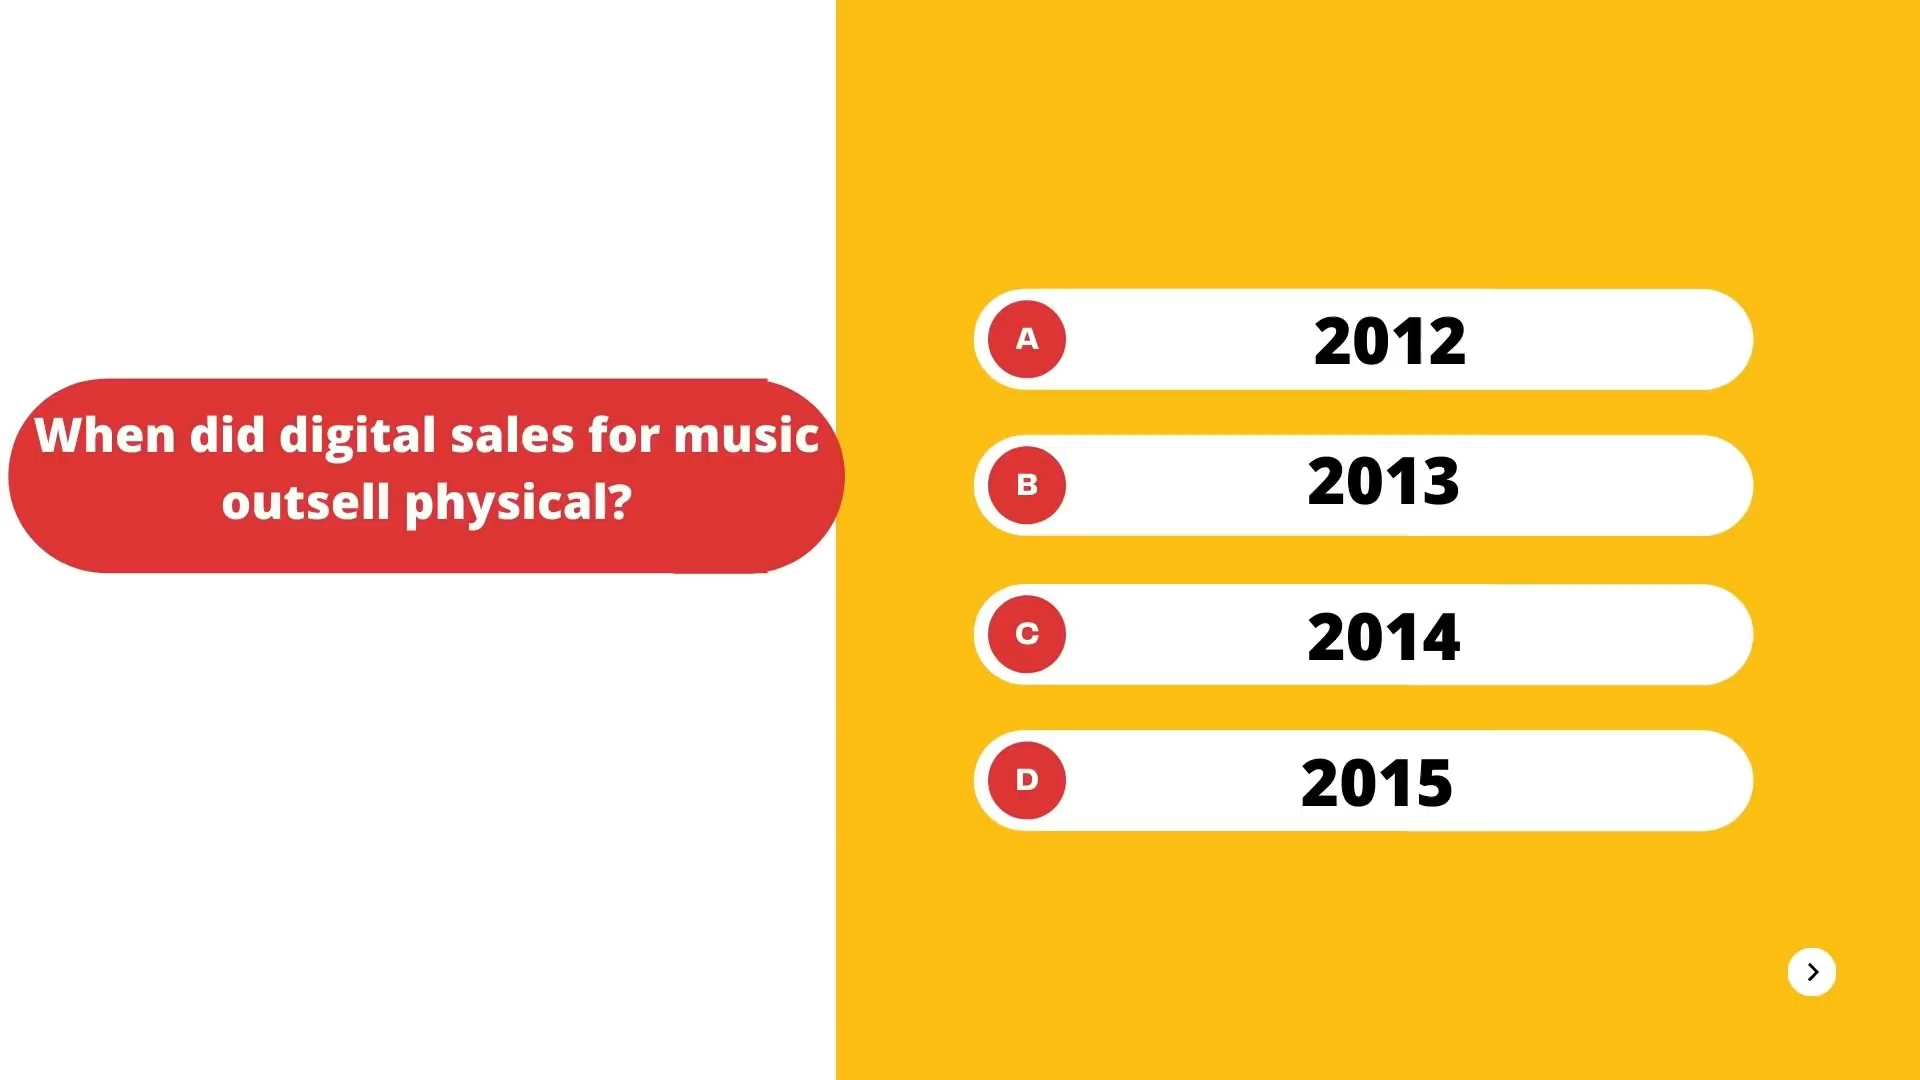 When did digital sales for music
outsell physical?
A 2012
B 2013
C 2014
D 2015